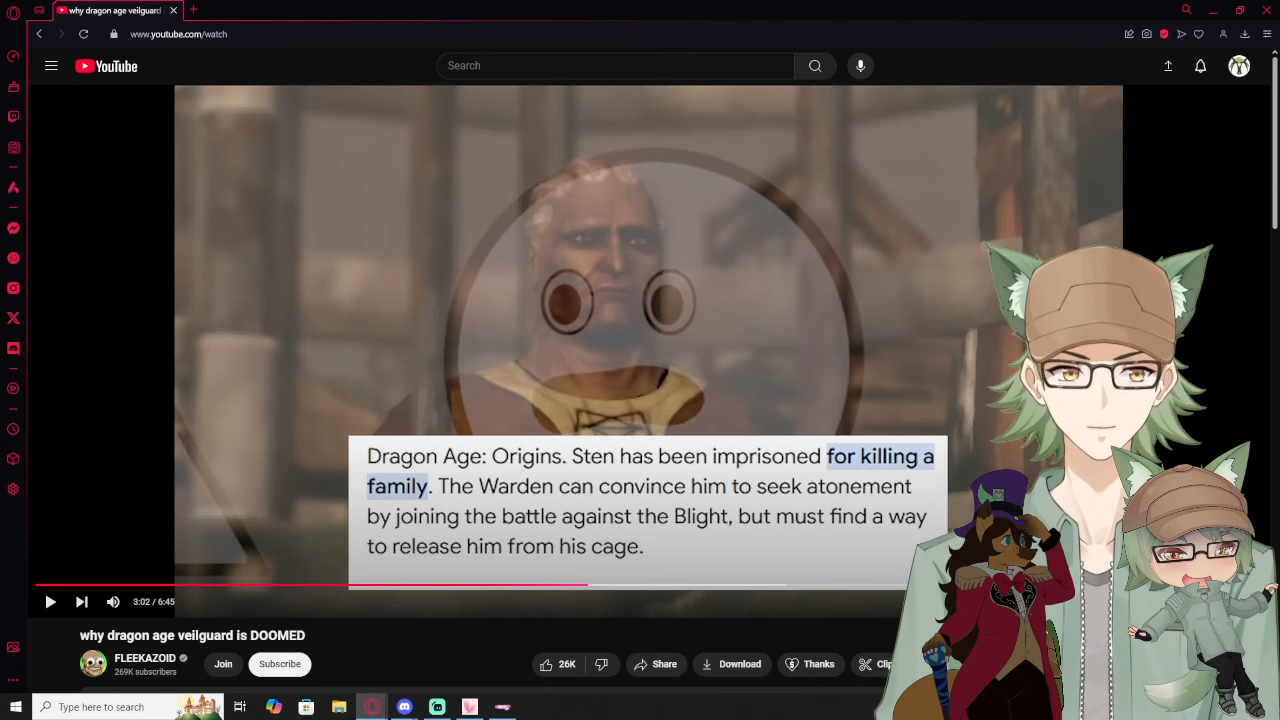 why dragon age veilguard
www.youtube.com/watch
YouTube
Search
Dragon Age: Origins. Sten has been imprisoned for killing a
family. The Warden can convince him to seek atonement
by joining the battle against the Blight, but must find a way
to release him from his cage.
3:02 / 6:45
why dragon age veilguard is DOOMED
FLEEKAZOID
269K subscribers
Join
Subscribe
26K
Share
Download
Thanks
Clip
Type here to search